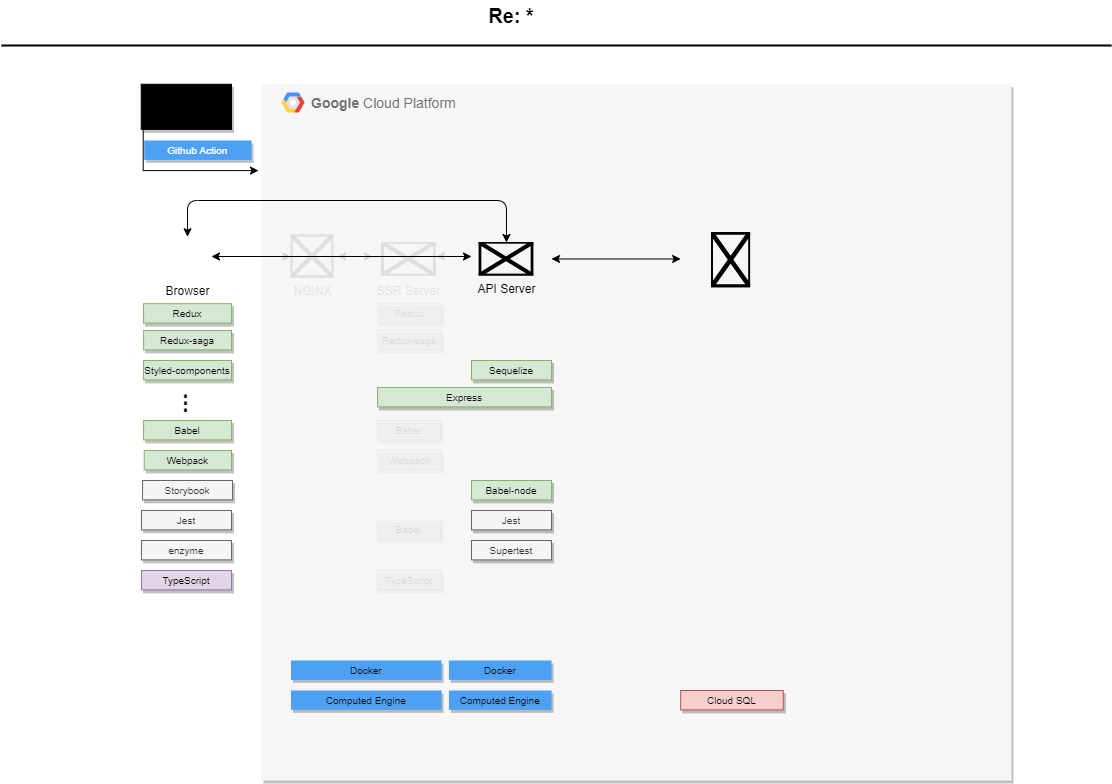 Re: *
Google Cloud Platform
Github Action
Browser
NGINX
SSR Server
API Server
Redux
Redux
Redux-saga
Redux-saga
Styled-components
Sequelize
Express
Babel
Babel
Webpack
Webpack
Storybook
Babel-node
Jest
Jest
Babel
enzyme
Supertest
TypeScript
TypeScript
Docker
Docker
Computed Engine
Computed Engine
Cloud SQL